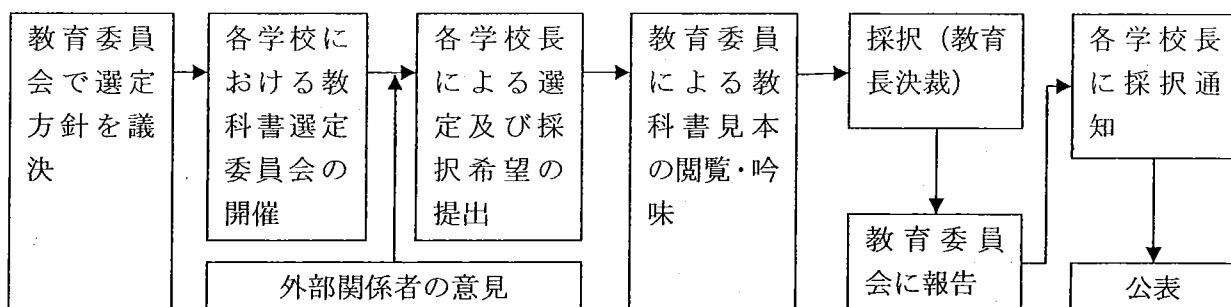 教育委員
会で選定
方針を議
決
各学校に
おける教
科書選定
委員会の
開催
各学校長
による選
定及び採
択希望の
提出
外部関係者の意見
教育委員
による教
科書見本
の閲覧・吟
味
採択（教育
長決裁）
教育委員
会に報告
各学校長
に採択通
知
公表